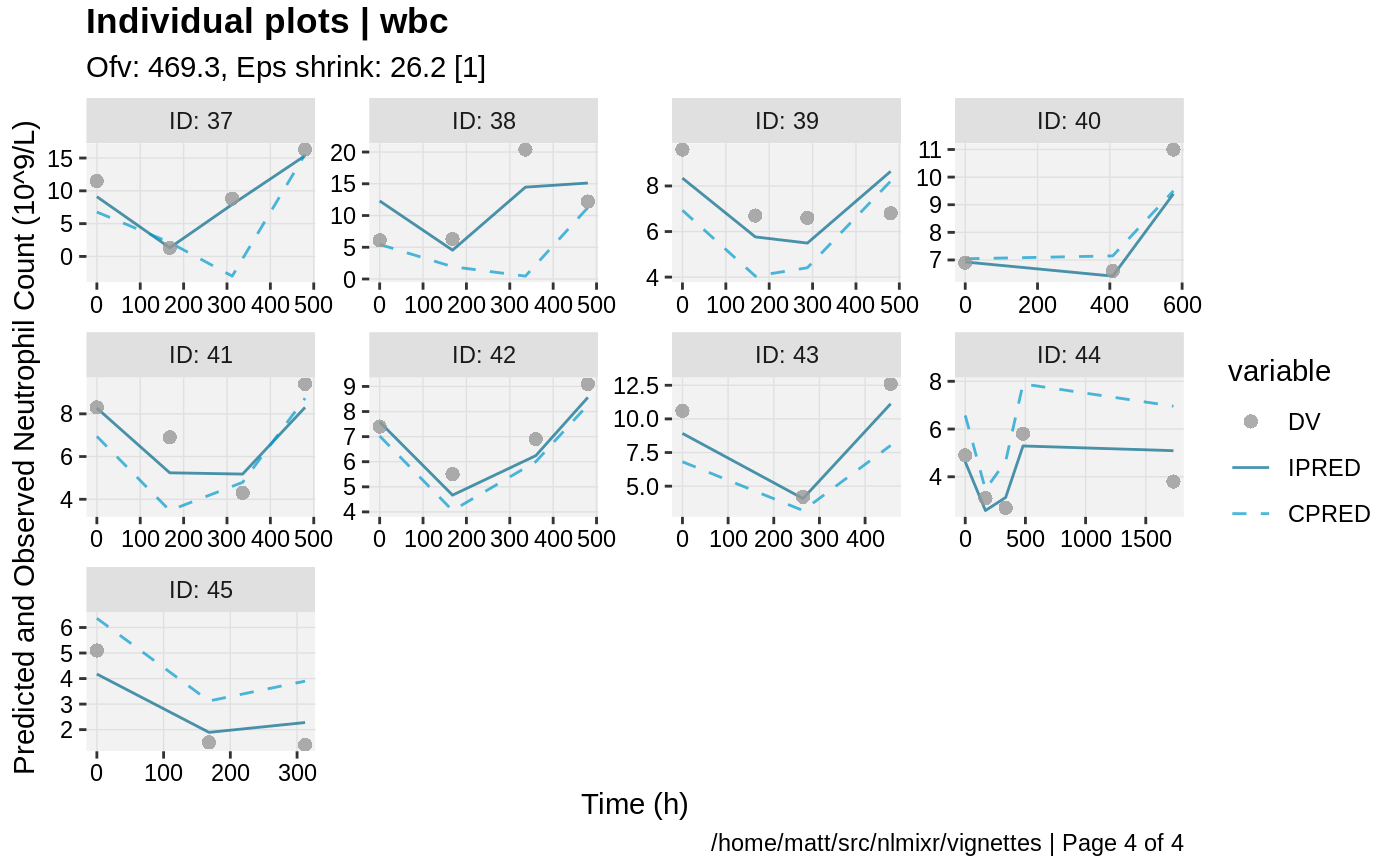 Individual plots | wbc
Ofv: 469.3, Eps shrink: 26.2 [1]
Predicted and Observed Neutrophil Count (10^9/L)
ID: 37
15
10
5
0
0 100 200 300 400 500
ID: 38
20
15
10
5
0
0 100 200 300 400 500
ID: 39
8
6
4
0 100 200 300 400 500
ID: 40
11
10
9
8
7
0 200 400 600
ID: 41
8
6
4
0 100 200 300 400 500
ID: 42
9
8
7
6
5
4
0 100 200 300 400 500
ID: 43
12.5
10.0
7.5
5.0
0 100 200 300 400
ID: 44
8
6
4
0 500 1000 1500
ID: 45
6
5
4
3
2
0 100 200 300
variable
DV
IPRED
CPRED
Time (h)
/home/matt/src/nlmixr/vignettes | Page 4 of 4